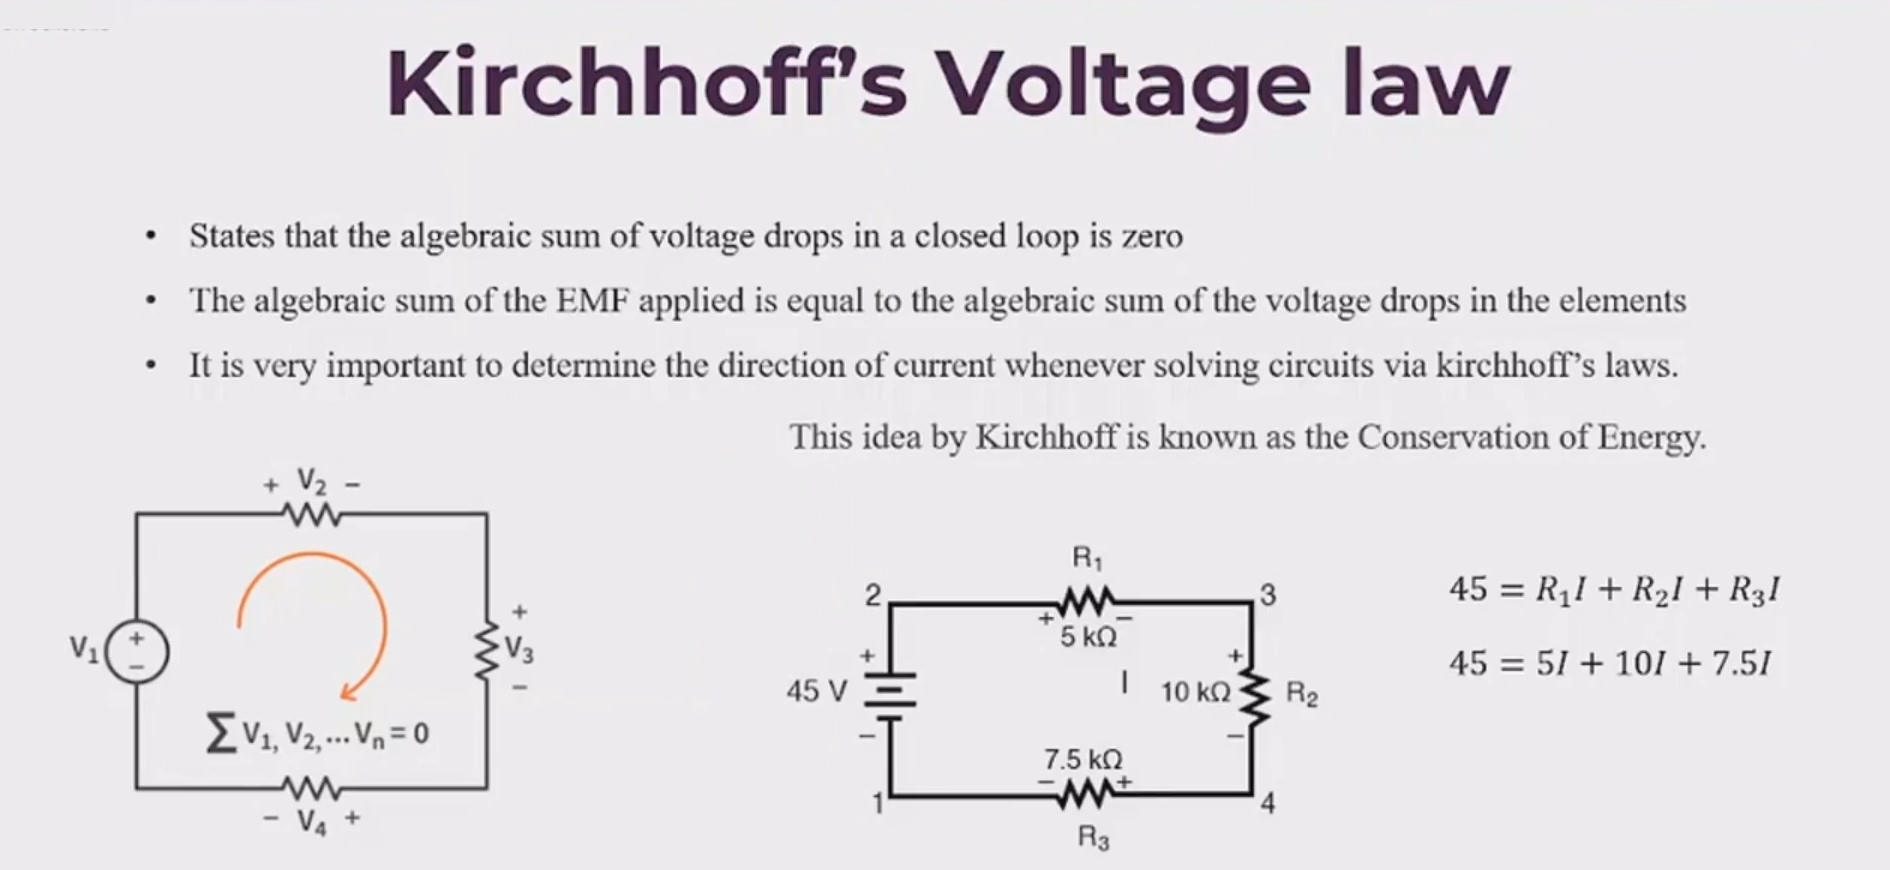 Kirchhoff's Voltage law
• States that the algebraic sum of voltage drops in a closed loop is zero
• The algebraic sum of the EMF applied is equal to the algebraic sum of the voltage drops in the elements
• It is very important to determine the direction of current whenever solving circuits via kirchhoff's laws.
This idea by Kirchhoff is known as the Conservation of Energy.
+ V₂ −
V₁ + −
+ V₃ −
∑ V₁, V₂, ... Vₙ = 0
− V₄ +
R₁
2
3
+ −
5 kΩ
45 V
+
−
I
10 kΩ
+
−
R₂
7.5 kΩ
− +
1
4
R₃
45 = R₁I + R₂I + R₃I
45 = 5I + 10I + 7.5I